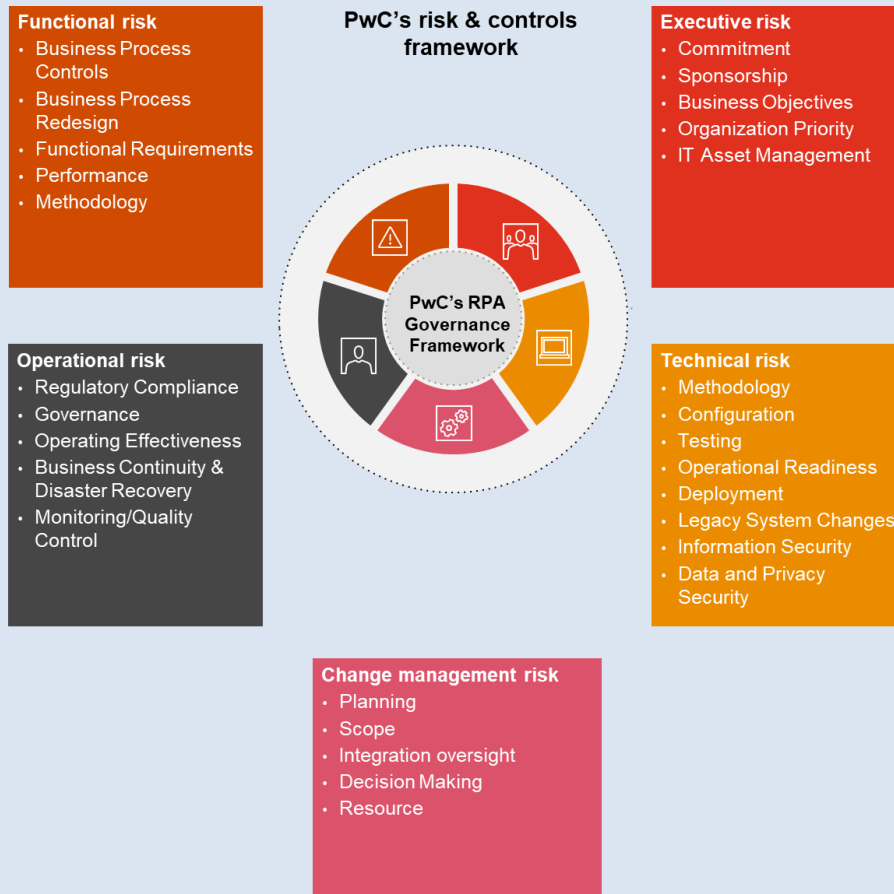 PwC's risk & controls
framework
Functional risk
• Business Process
Controls
• Business Process
Redesign
• Functional Requirements
• Performance
• Methodology
Executive risk
• Commitment
• Sponsorship
• Business Objectives
• Organization Priority
• IT Asset Management
PwC's RPA
Governance
Framework
Operational risk
• Regulatory Compliance
• Governance
• Operating Effectiveness
• Business Continuity &
Disaster Recovery
• Monitoring/Quality
Control
Technical risk
• Methodology
• Configuration
• Testing
• Operational Readiness
• Deployment
• Legacy System Changes
• Information Security
• Data and Privacy
Security
Change management risk
• Planning
• Scope
• Integration oversight
• Decision Making
• Resource